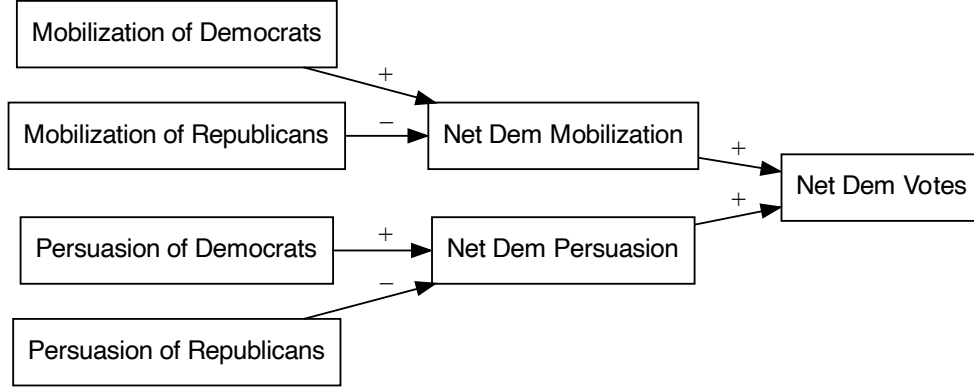 Mobilization of Democrats
+
Mobilization of Republicans
−
Net Dem Mobilization
+
Net Dem Votes
+
Persuasion of Democrats
+
Net Dem Persuasion
−
Persuasion of Republicans